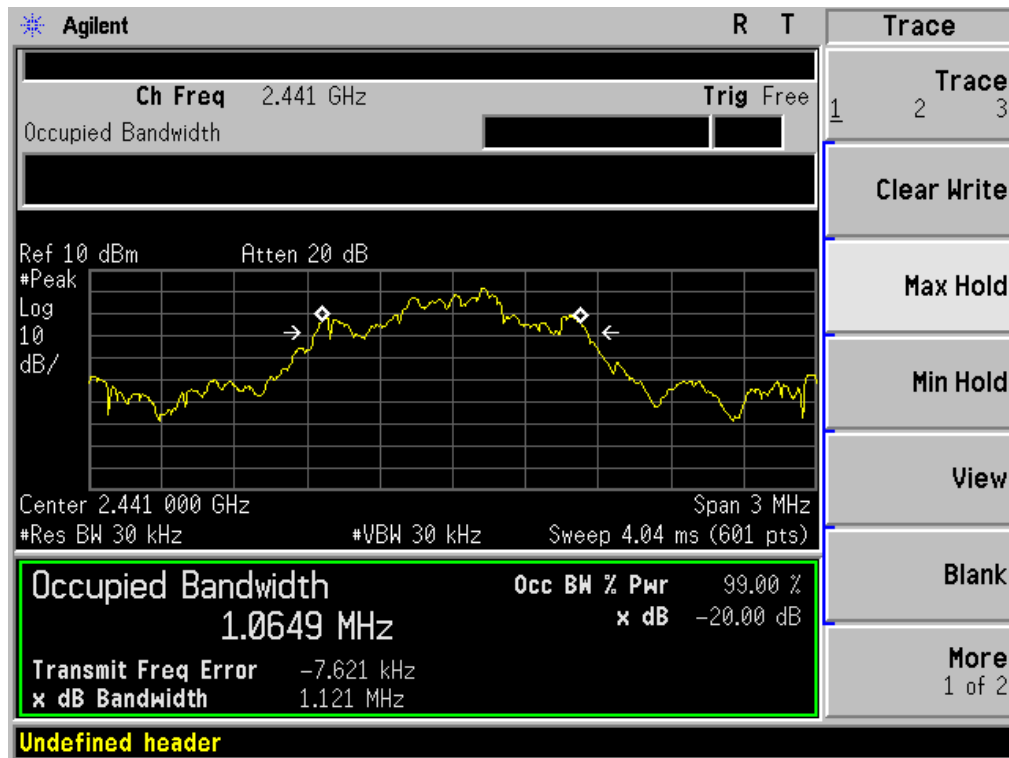 Agilent R T Trace
Ch Freq 2.441 GHz Trig Free
Occupied Bandwidth
Trace
1 2 3
Clear Write
Max Hold
Min Hold
View
Blank
More
1 of 2
Ref 10 dBm Atten 20 dB
#Peak
Log
10
dB/
Center 2.441 000 GHz Span 3 MHz
#Res BW 30 kHz #VBW 30 kHz Sweep 4.04 ms (601 pts)
Occupied Bandwidth Occ BW % Pwr 99.00 %
1.0649 MHz x dB -20.00 dB
Transmit Freq Error -7.621 kHz
x dB Bandwidth 1.121 MHz
Undefined header